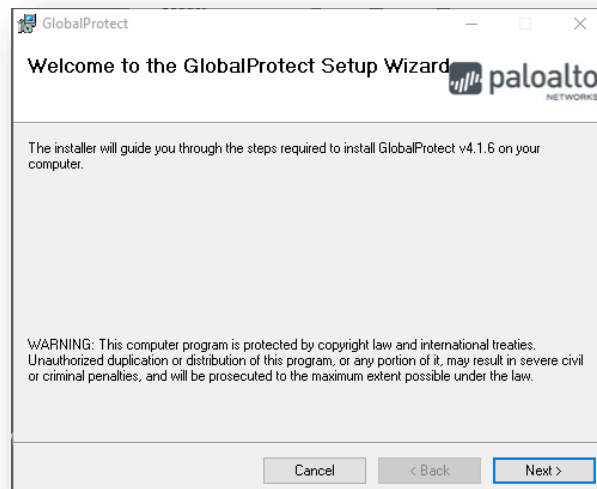 GlobalProtect
Welcome to the GlobalProtect Setup Wizard
paloalto
NETWORKS
The installer will guide you through the steps required to install GlobalProtect v4.1.6 on your
computer.
WARNING: This computer program is protected by copyright law and international treaties.
Unauthorized duplication or distribution of this program, or any portion of it, may result in severe civil
or criminal penalties, and will be prosecuted to the maximum extent possible under the law.
Cancel
< Back
Next >